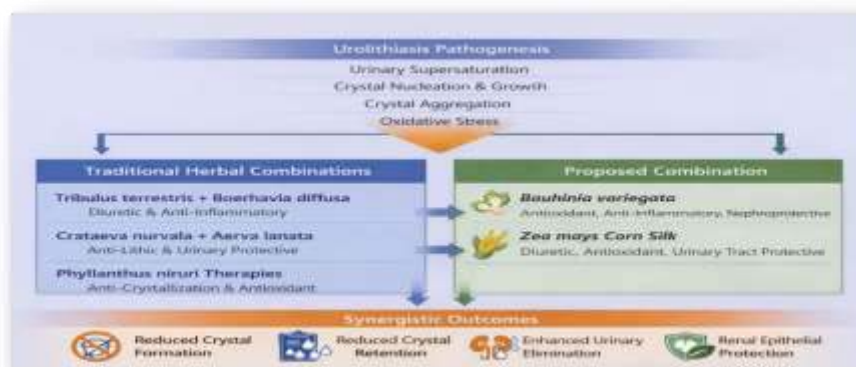 Urolithiasis Pathogenesis
Urinary Supersaturation
Crystal Nucleation & Growth
Crystal Aggregation
Oxidative Stress
Traditional Herbal Combinations
Tribulus terrestris + Boerhavia diffusa
Diuretic & Anti-Inflammatory
Crataeva nurvala + Aerva lanata
Anti-Lithic & Urinary Protective
Phyllanthus niruri Therapies
Anti-Crystallization & Antioxidant
Proposed Combination
Bauhinia variegata
Antioxidant, Anti-Inflammatory, Nephroprotective
Zea mays Corn Silk
Diuretic, Antioxidant, Urinary Tract Protective
Synergistic Outcomes
Reduced Crystal
Formation
Reduced Crystal
Retention
Enhanced Urinary
Elimination
Renal Epithelial
Protection